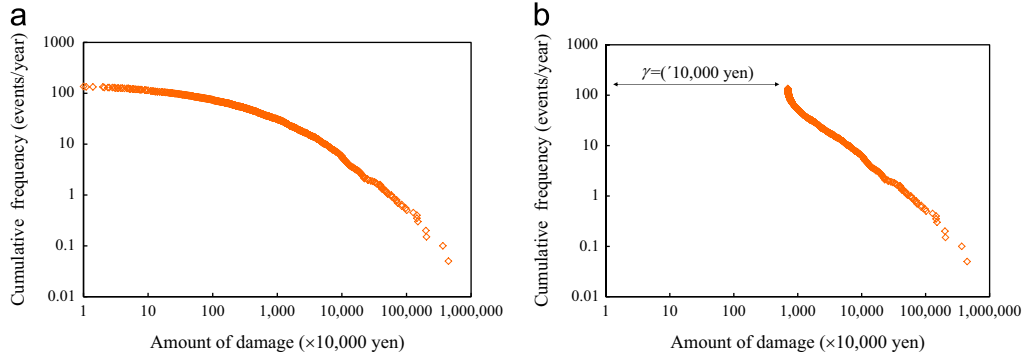 a
1000
100
10
1
0.1
0.01
Cumulative frequency (events/year)
1 10 100 1,000 10,000 100,000 1,000,000
Amount of damage (×10,000 yen)
b
1000
100
10
1
0.1
0.01
Cumulative frequency (events/year)
γ=(´10,000 yen)
1 10 100 1,000 10,000 100,000 1,000,000
Amount of damage (×10,000 yen)